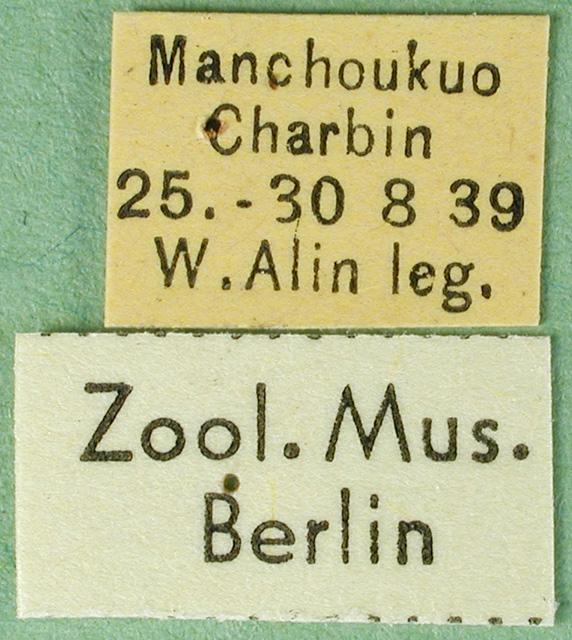 Manchoukuo
Charbin
25.-30 8 39
W.Alin leg.
Zool. Mus.
Berlin